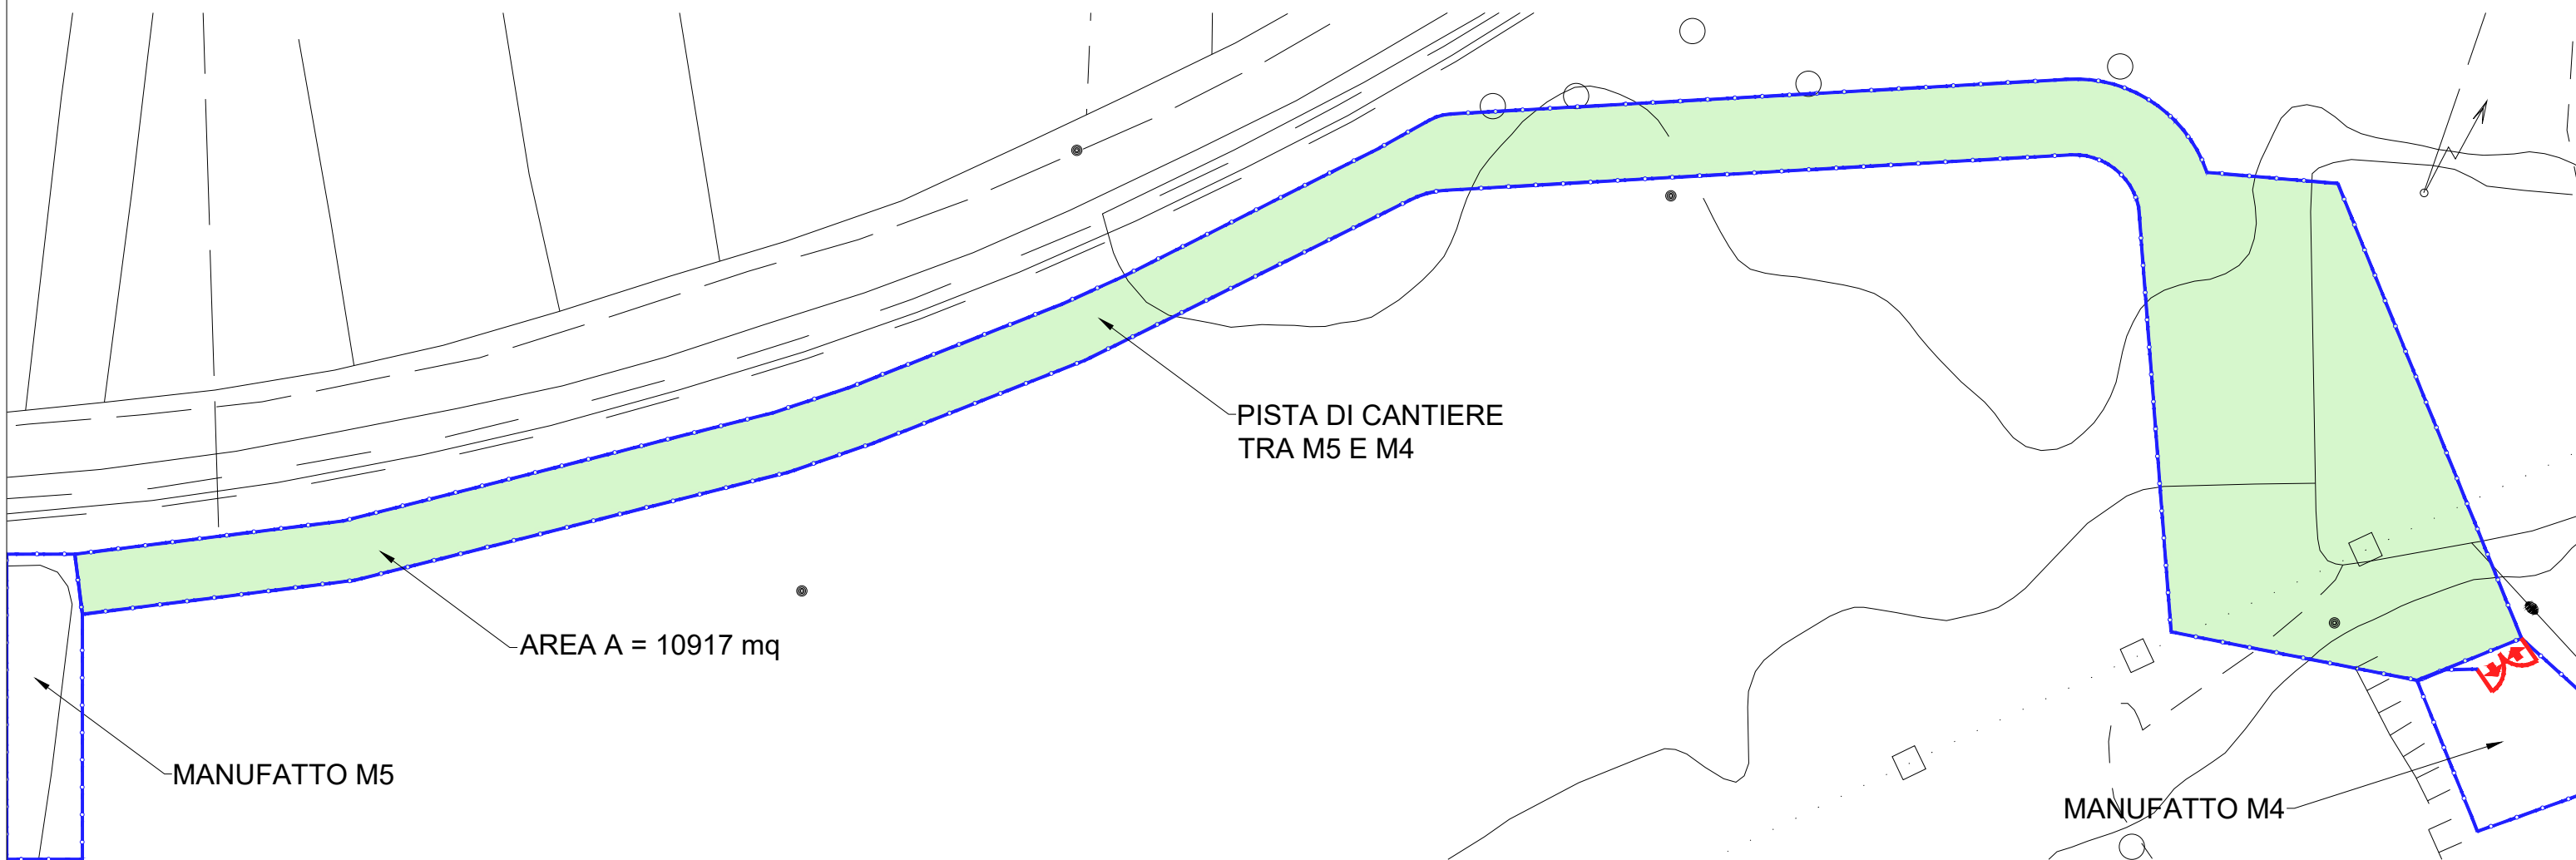 PISTA DI CANTIERE
TRA M5 E M4
AREA A = 10917 mq
MANUFATTO M5
MANUFATTO M4